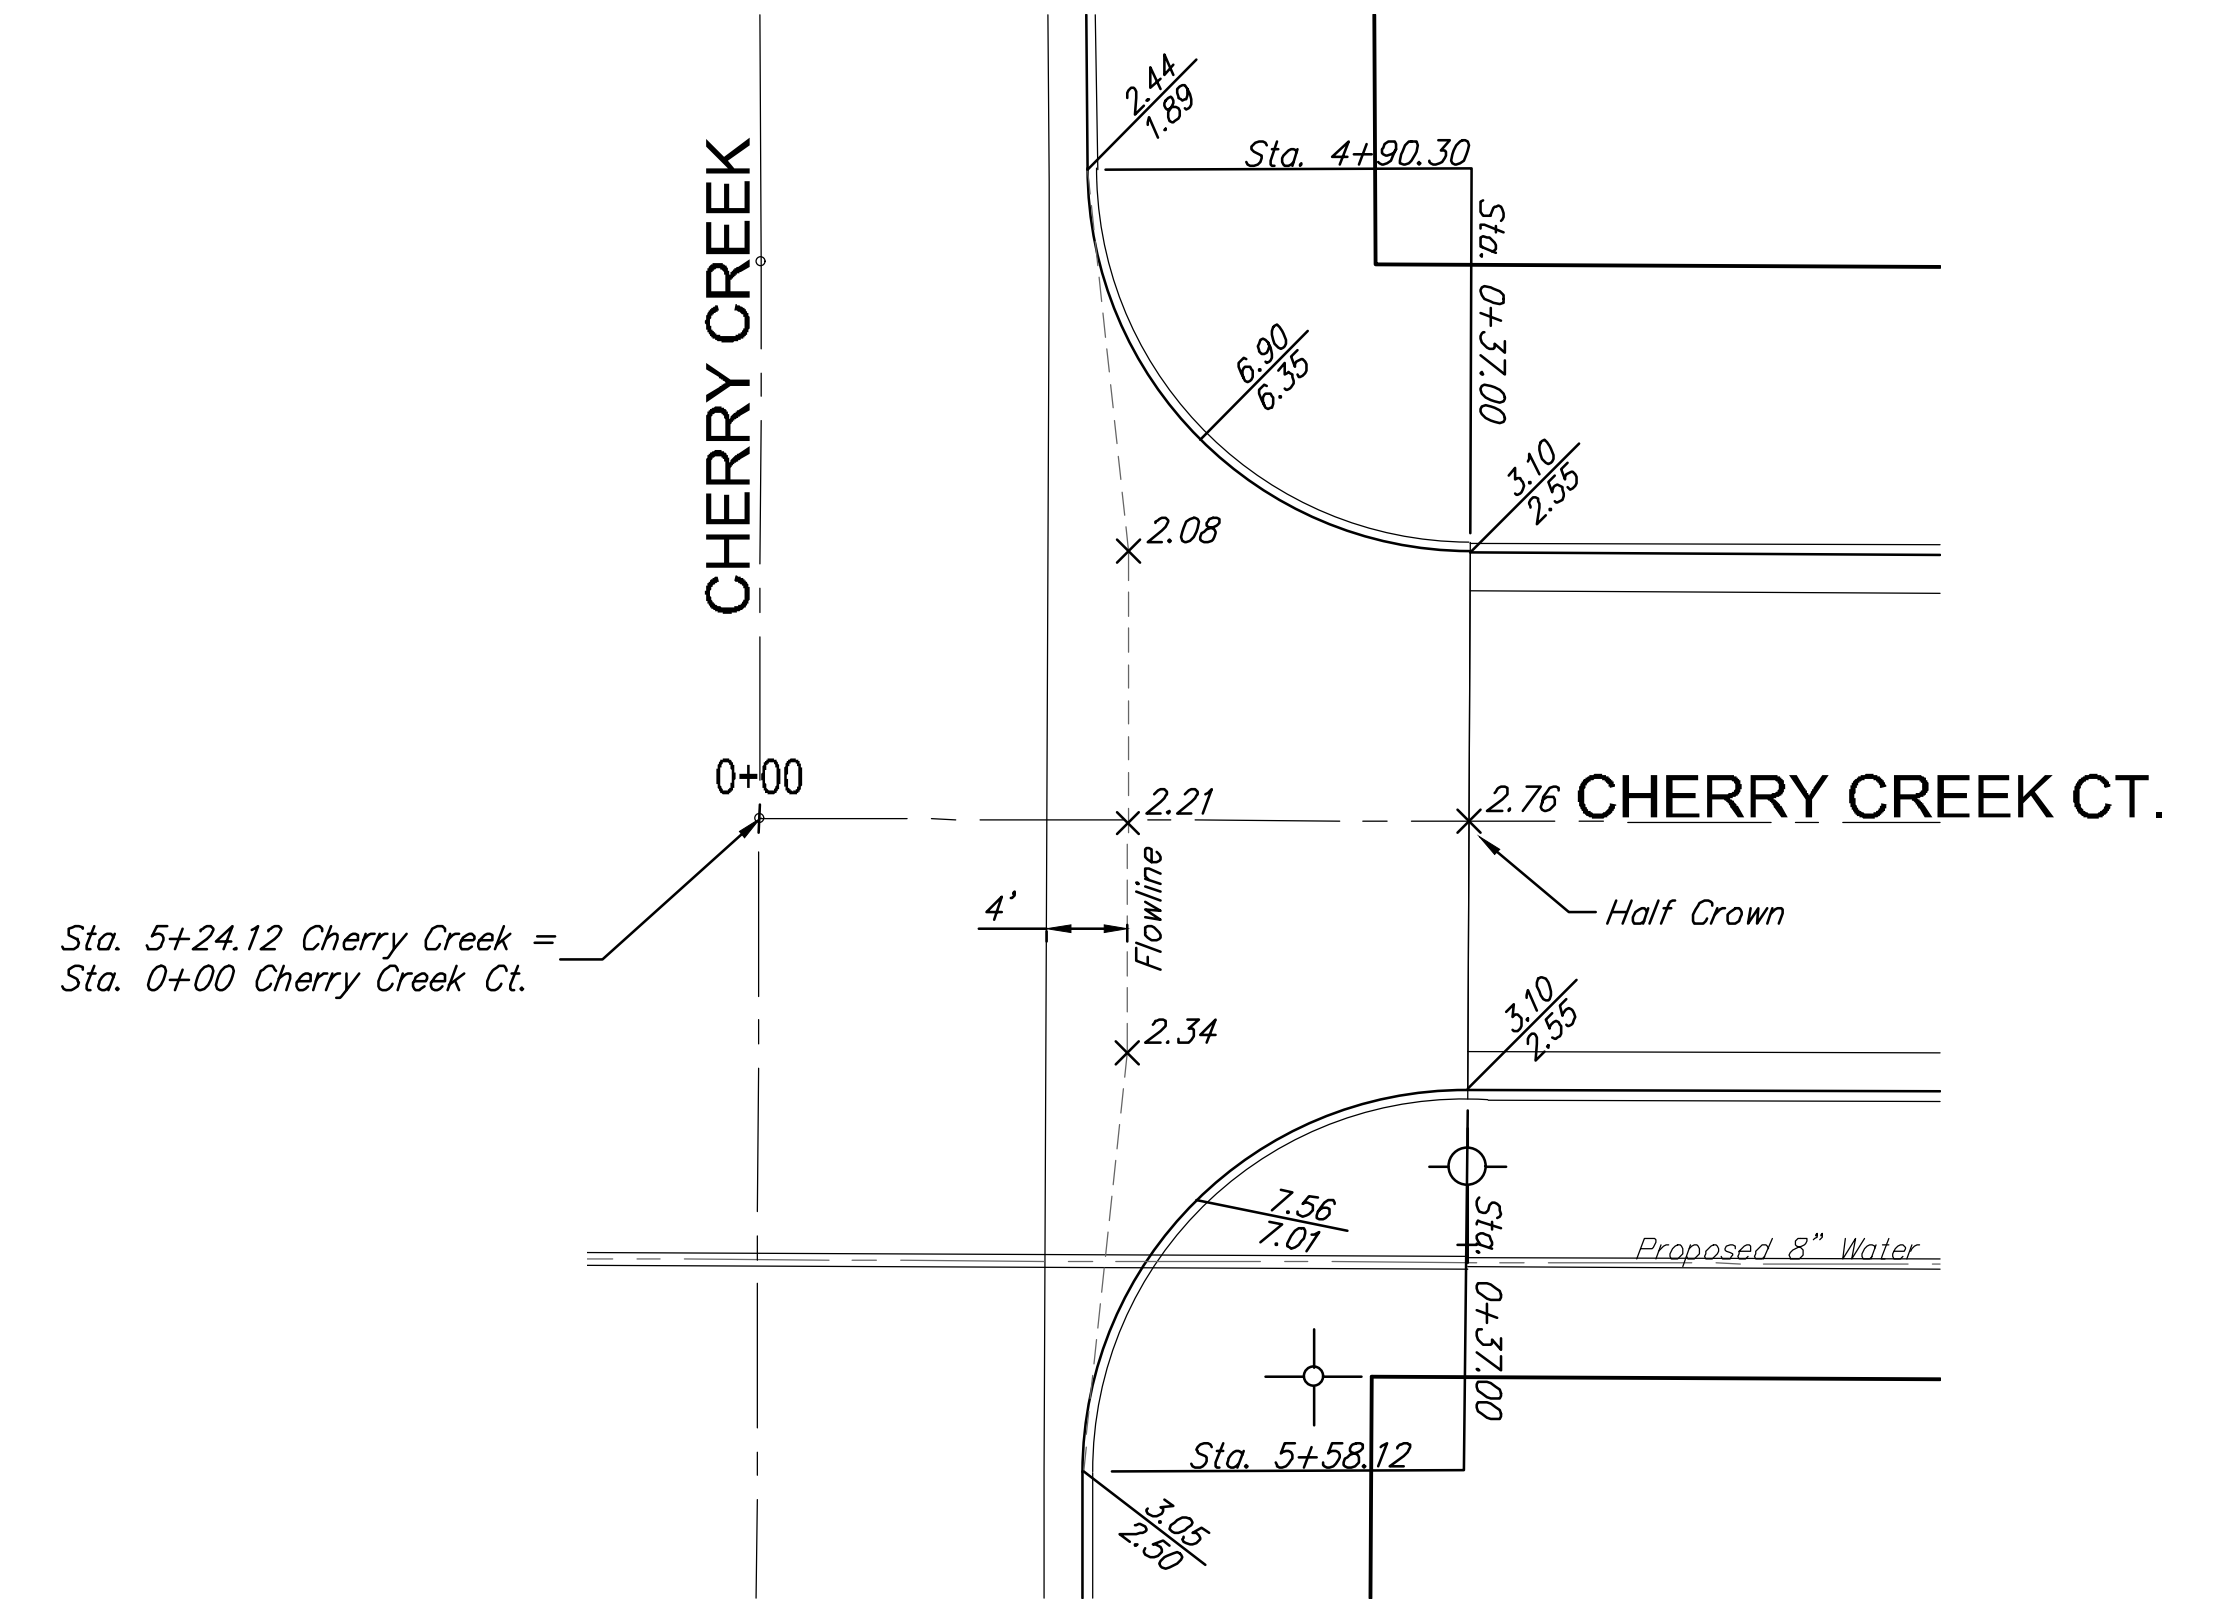 2.44
1.89
Sta. 4+90.30
Sta. 0+37.00
CHERRY CREEK
6.90
6.35
3.10
2.55
2.08
0+00
2.21
2.76
CHERRY CREEK CT.
Flowline
4'
Half Crown
Sta. 5+24.12 Cherry Creek =
Sta. 0+00 Cherry Creek Ct.
3.10
2.55
2.34
7.56
7.01
Sta. 0+37.00
Proposed 8" Water
Sta. 5+58.12
3.05
2.50